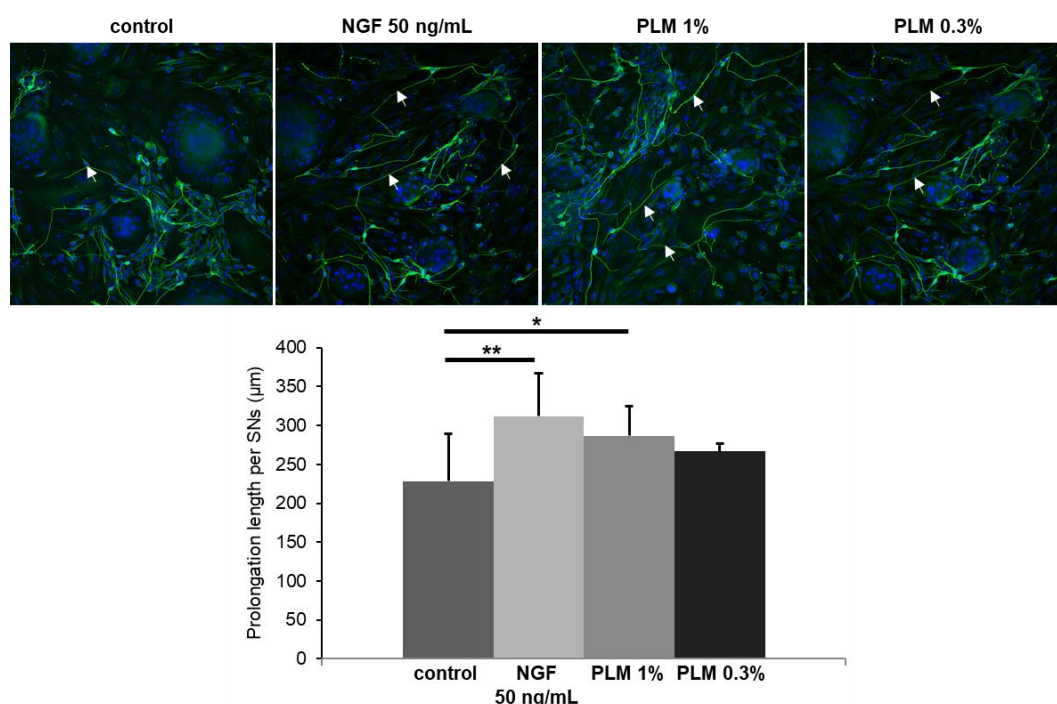 control NGF 50 ng/mL PLM 1% PLM 0.3%
*
**
Prolongation length per SNs (µm)
400
350
300
250
200
150
100
50
0
control NGF PLM 1% PLM 0.3%
50 ng/mL